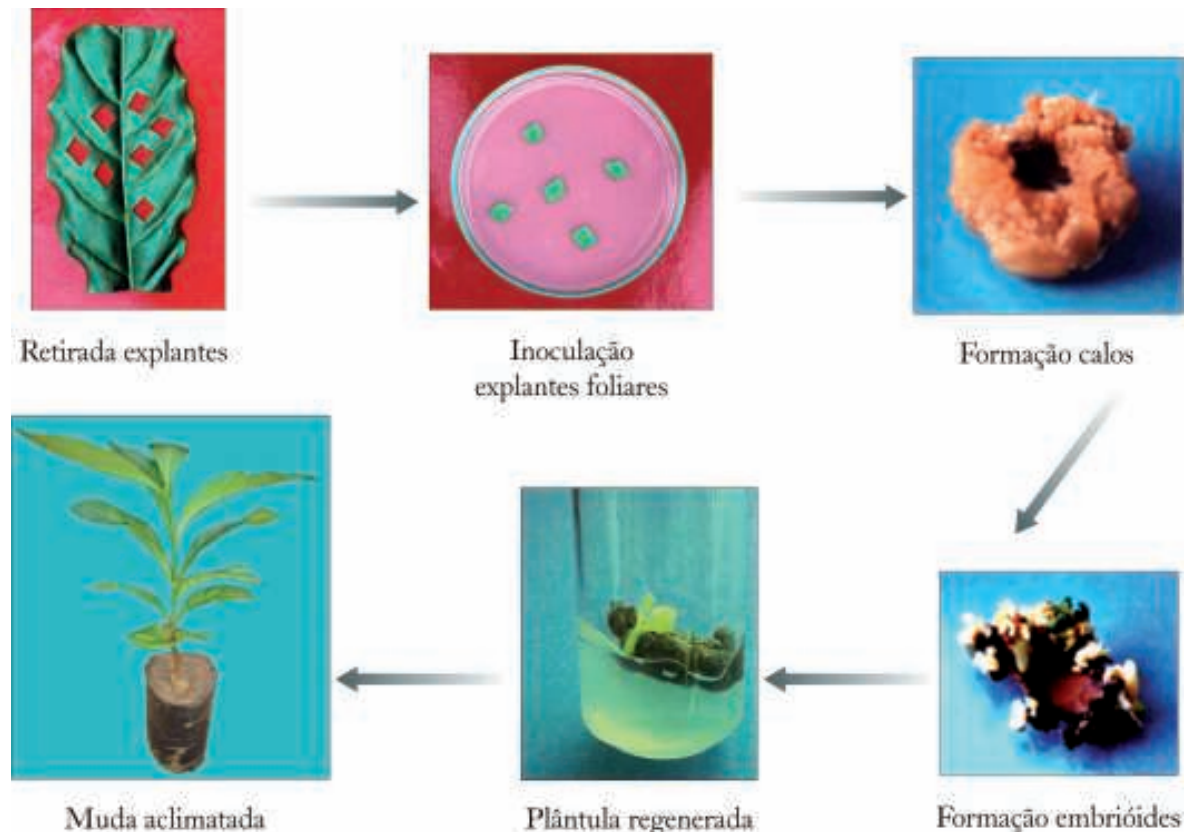 Retirada explantes
Inoculação
explantes foliares
Formação calos
Muda aclimatada
Plântula regenerada
Formação embrióides